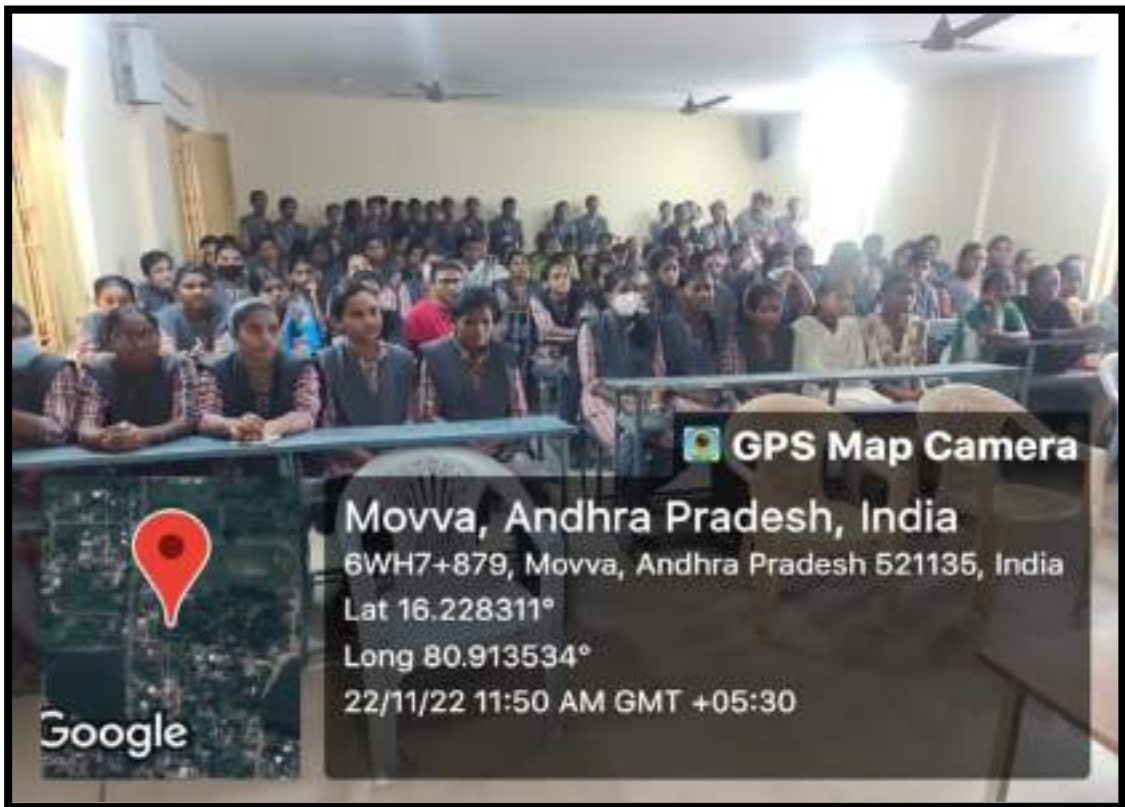 GPS Map Camera
Movva, Andhra Pradesh, India
6WH7+879, Movva, Andhra Pradesh 521135, India
Lat 16.228311°
Long 80.913534°
22/11/22 11:50 AM GMT +05:30
Google